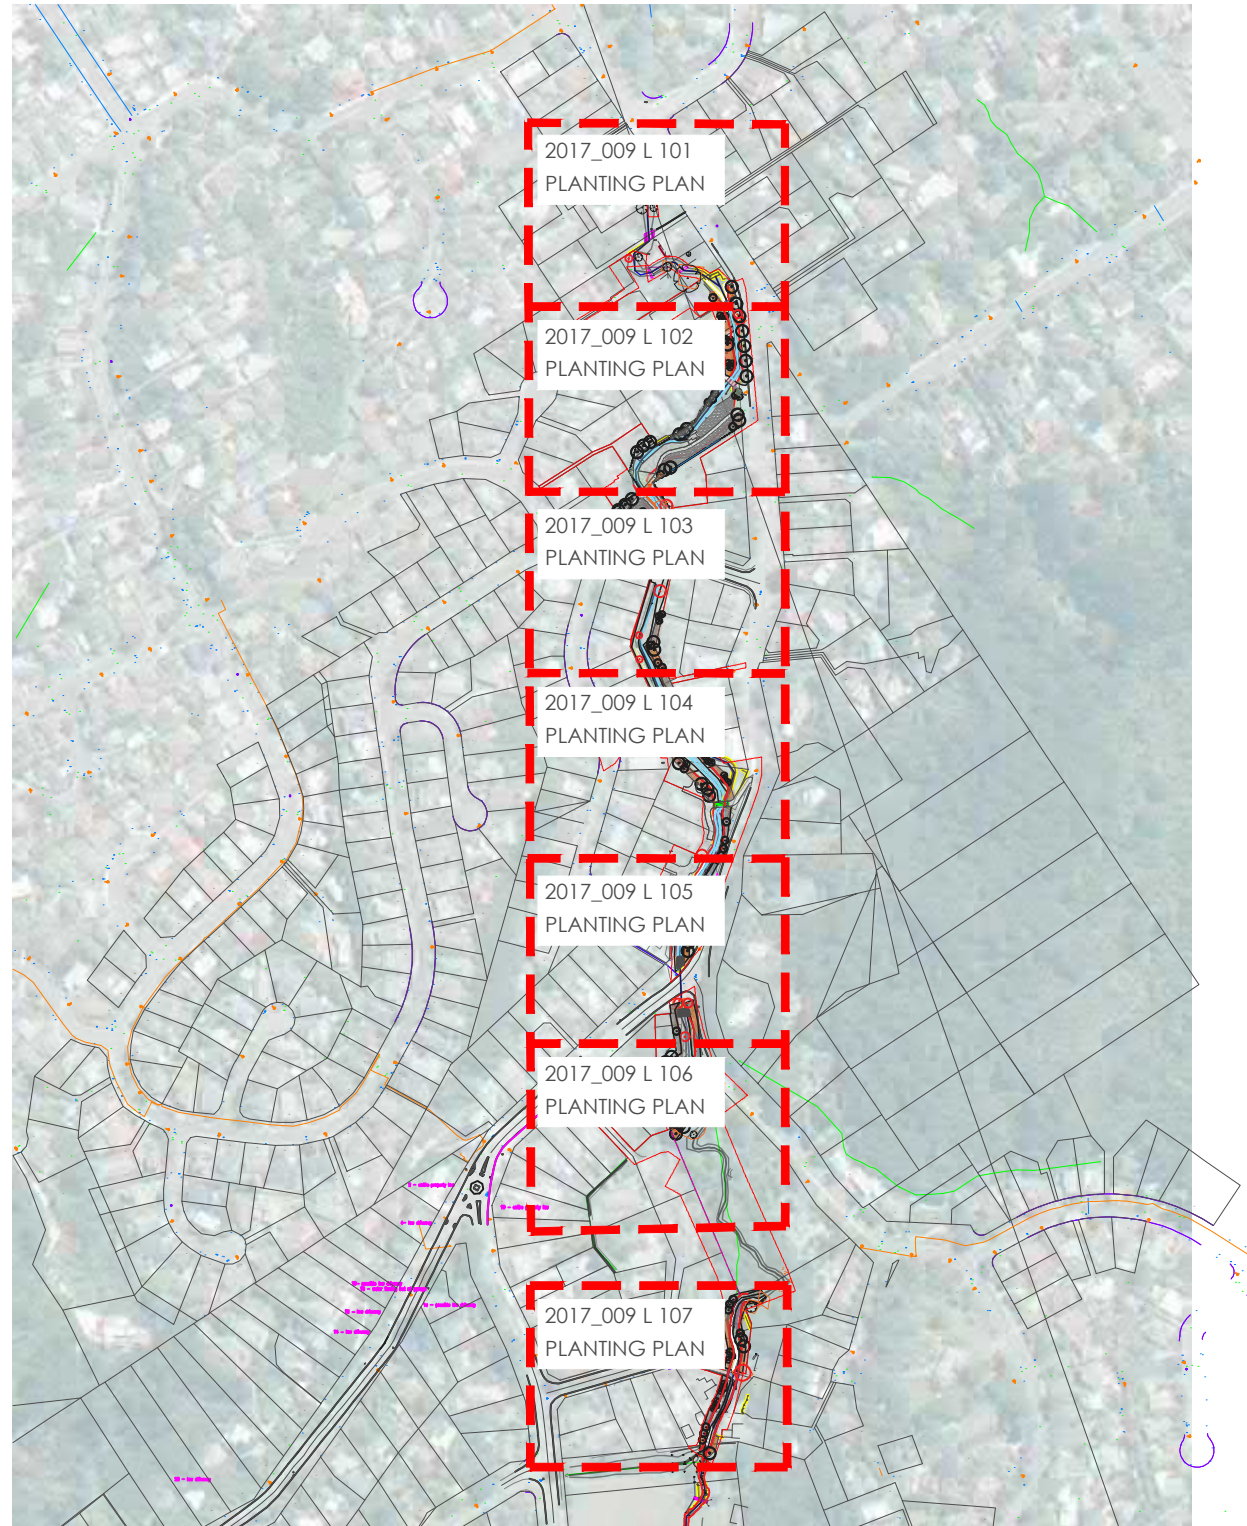 2017_009 L 101
PLANTING PLAN
2017_009 L 102
PLANTING PLAN
2017_009 L 103
PLANTING PLAN
2017_009 L 104
PLANTING PLAN
2017_009 L 105
PLANTING PLAN
2017_009 L 106
PLANTING PLAN
2017_009 L 107
PLANTING PLAN